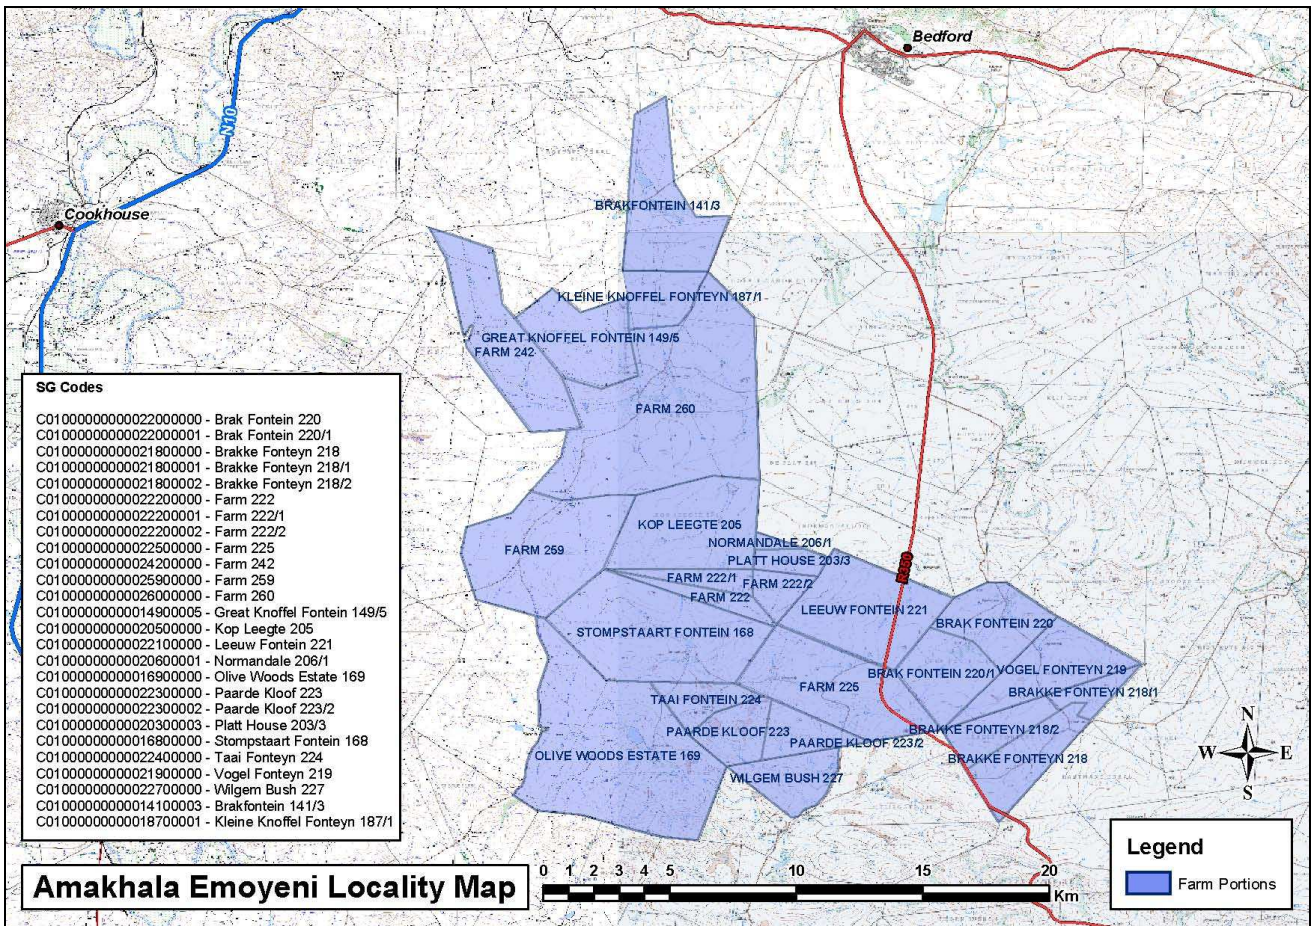 Bedford
N10
Cookhouse
BRAKFONTEIN 141/3
KLEINE KNOFFEL FONTEYN 187/1
GREAT KNOFFEL FONTEIN 149/5
FARM 242
FARM 260
KOP LEEGTE 205
NORMANDALE 206/1
FARM 259
PLATT HOUSE 203/3
R350
FARM 222/1
FARM 222/2
FARM 222
LEEUW FONTEIN 221
BRAK FONTEIN 220
STOMPSTAART FONTEIN 168
BRAK FONTEIN 220/1
VOGEL FONTEYN 219
FARM 225
BRAKKE FONTEYN 218/1
TAAI FONTEIN 224
BRAKKE FONTEYN 218/2
PAARDE KLOOF 223
PAARDE KLOOF 223/2
OLIVE WOODS ESTATE 169
BRAKKE FONTEYN 218
WILGEM BUSH 227
SG Codes
C01000000000022000000 - Brak Fontein 220
C01000000000022000001 - Brak Fontein 220/1
C01000000000021800000 - Brakke Fonteyn 218
C01000000000021800001 - Brakke Fonteyn 218/1
C01000000000021800002 - Brakke Fonteyn 218/2
C01000000000022200000 - Farm 222
C01000000000022200001 - Farm 222/1
C01000000000022200002 - Farm 222/2
C01000000000022500000 - Farm 225
C01000000000024200000 - Farm 242
C01000000000025900000 - Farm 259
C01000000000026000000 - Farm 260
C01000000000014900005 - Great Knoffel Fontein 149/5
C01000000000020500000 - Kop Leegte 205
C01000000000022100000 - Leeuw Fontein 221
C01000000000020600001 - Normandale 206/1
C01000000000016900000 - Olive Woods Estate 169
C01000000000022300000 - Paarde Kloof 223
C01000000000022300002 - Paarde Kloof 223/2
C01000000000020300003 - Platt House 203/3
C01000000000016800000 - Stompstaart Fontein 168
C01000000000022400000 - Taai Fonteyn 224
C01000000000021900000 - Vogel Fonteyn 219
C01000000000022700000 - Wilgem Bush 227
C01000000000014100003 - Brakfontein 141/3
C01000000000018700001 - Kleine Knoffel Fonteyn 187/1
N
W E
S
Amakhala Emoyeni Locality Map
0 1 2 3 4 5 10 15 20
Km
Legend
Farm Portions